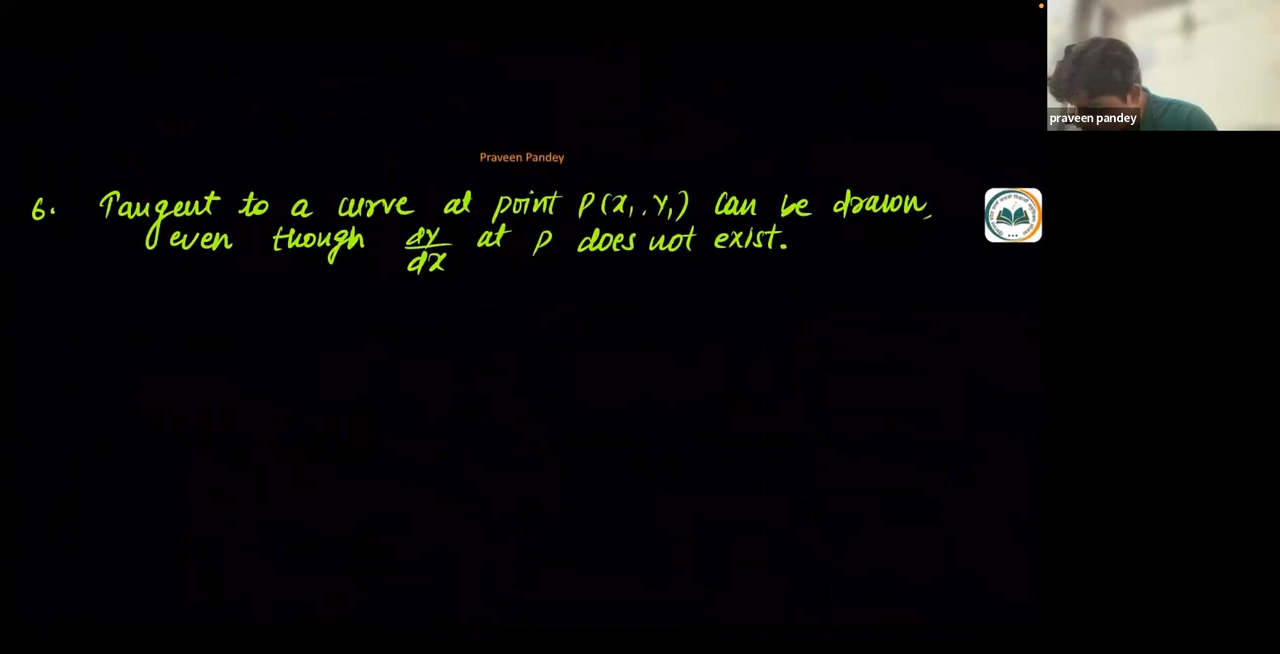 praveen pandey
Praveen Pandey
6. Tangent to a curve at point P(x₁, y₁) can be drawn,
even though dy/dx at P does not exist.